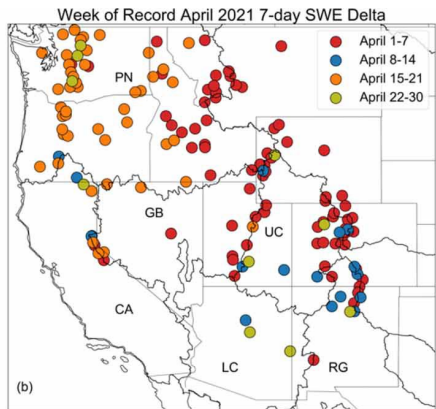 Week of Record April 2021 7-day SWE Delta
April 1-7
April 8-14
April 15-21
April 22-30
PN
GB
UC
CA
LC
RG
(b)